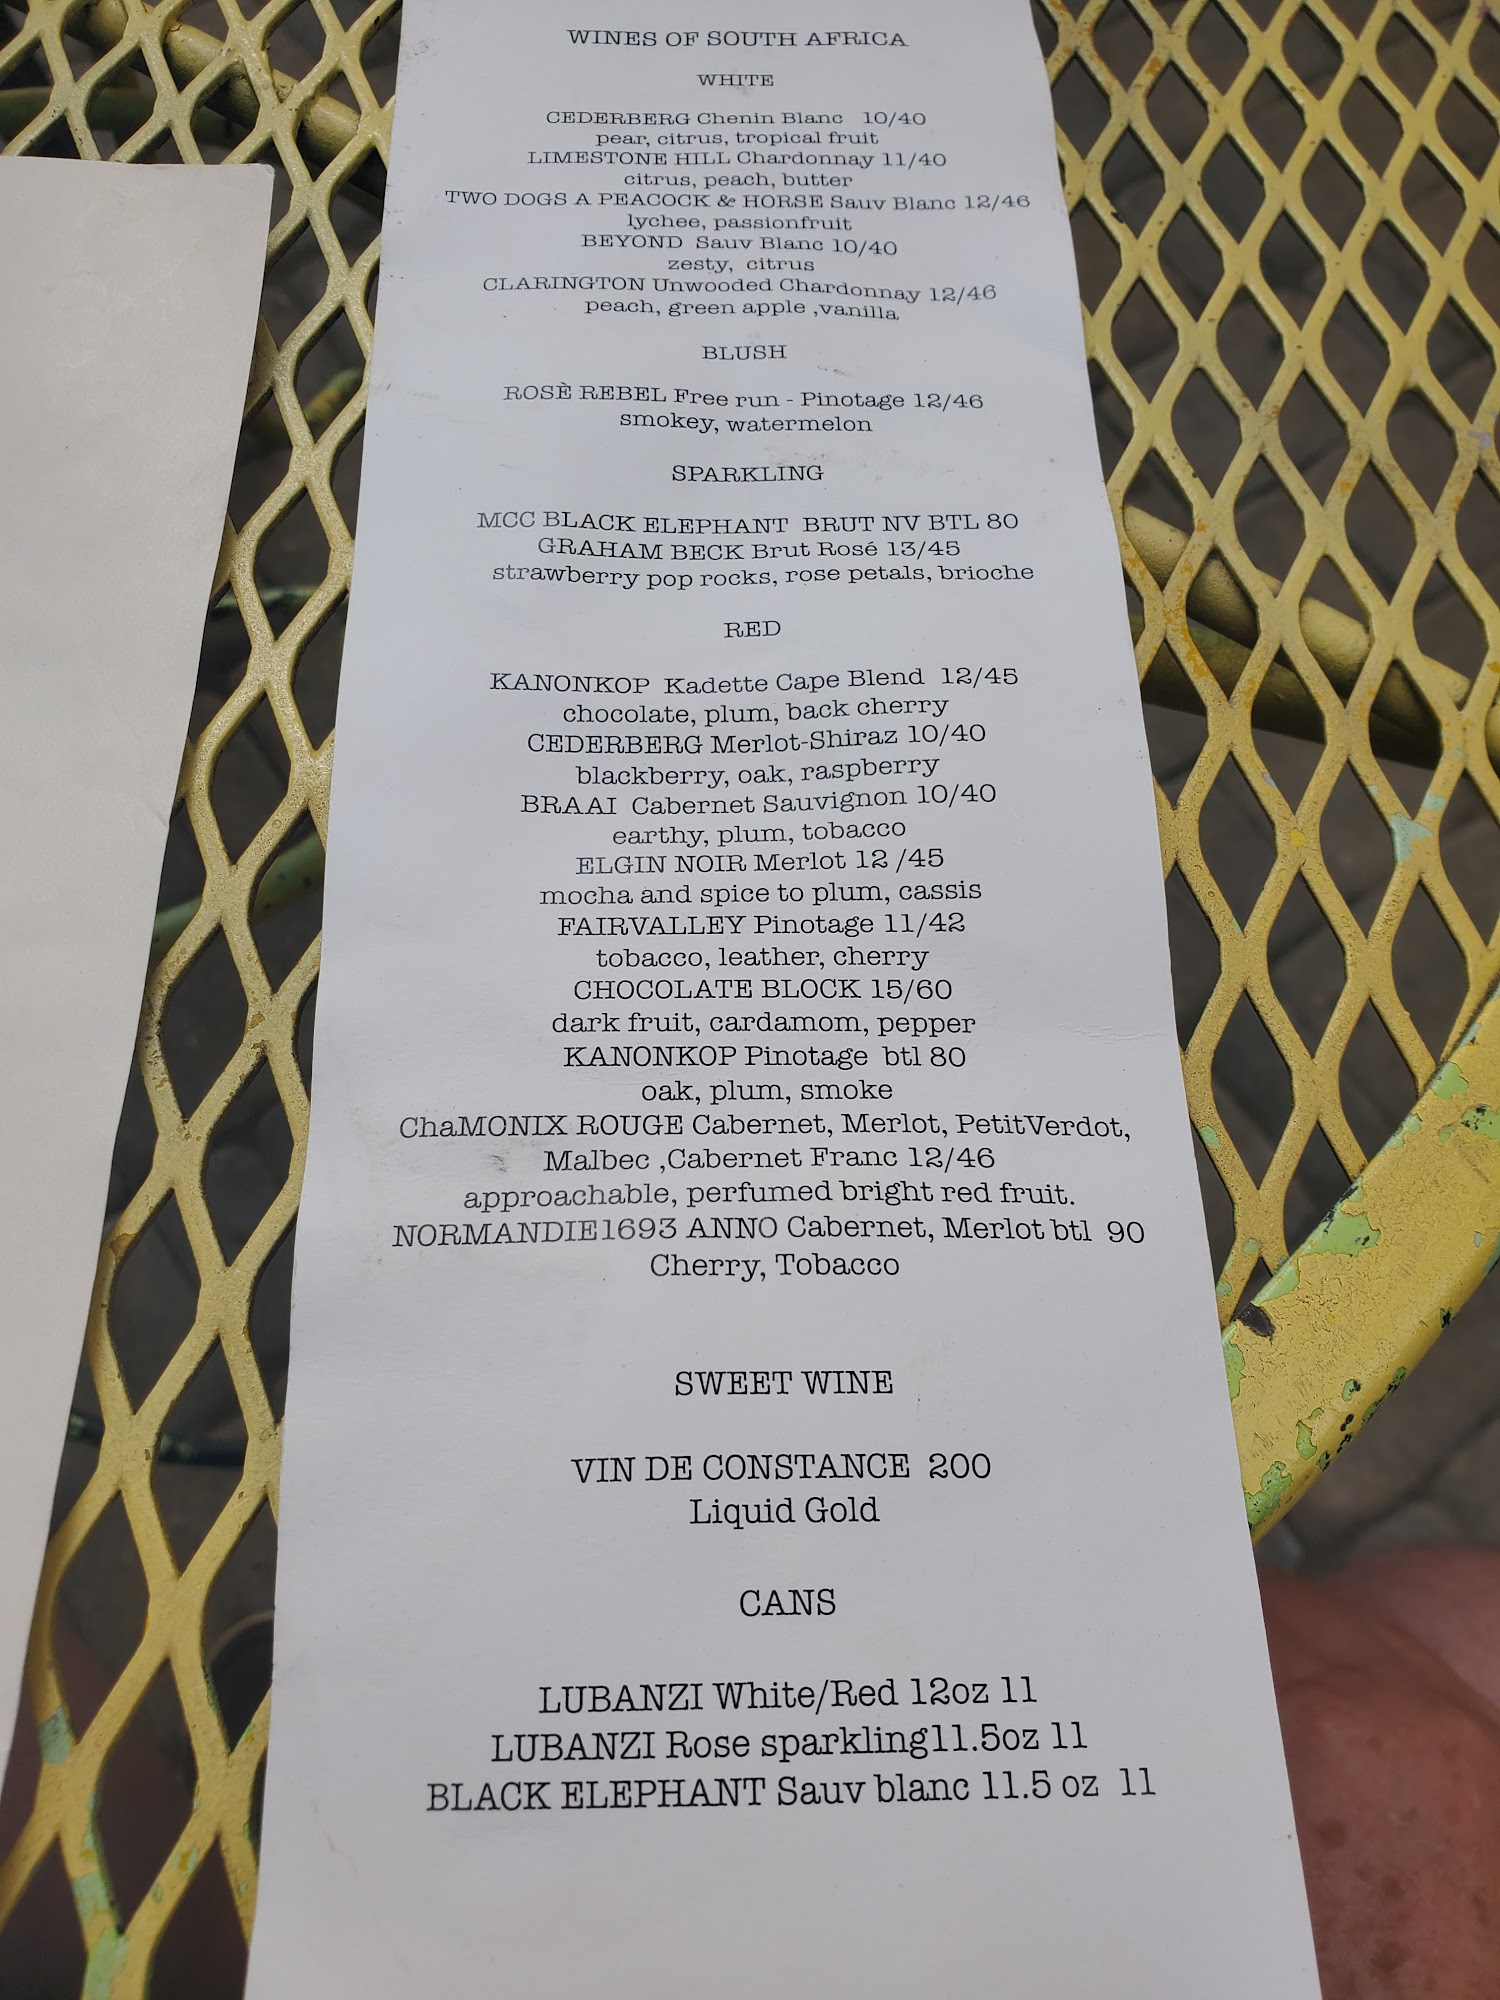 WINES OF SOUTH AFRICA
WHITE
CEDERBERG Chenin Blanc 10/40
pear, citrus, tropical fruit
LIMESTONE HILL Chardonnay 11/40
citrus, peach, butter
TWO DOGS A PEACOCK & HORSE Sauv Blanc 12/46
lychee, passionfruit
BEYOND Sauv Blanc 10/40
zesty, citrus
CLARINGTON Unwooded Chardonnay 12/46
peach, green apple ,vanilla
BLUSH
ROSÈ REBEL Free run - Pinotage 12/46
smokey, watermelon
SPARKLING
MCC BLACK ELEPHANT BRUT NV BTL 80
GRAHAM BECK Brut Rosé 13/45
strawberry pop rocks, rose petals, brioche
RED
KANONKOP Kadette Cape Blend 12/45
chocolate, plum, back cherry
CEDERBERG Merlot-Shiraz 10/40
blackberry, oak, raspberry
BRAAI Cabernet Sauvignon 10/40
earthy, plum, tobacco
ELGIN NOIR Merlot 12 /45
mocha and spice to plum, cassis
FAIRVALLEY Pinotage 11/42
tobacco, leather, cherry
CHOCOLATE BLOCK 15/60
dark fruit, cardamom, pepper
KANONKOP Pinotage btl 80
oak, plum, smoke
ChaMONIX ROUGE Cabernet, Merlot, PetitVerdot,
Malbec ,Cabernet Franc 12/46
approachable, perfumed bright red fruit.
NORMANDIE1693 ANNO Cabernet, Merlot btl 90
Cherry, Tobacco
SWEET WINE
VIN DE CONSTANCE 200
Liquid Gold
CANS
LUBANZI White/Red 12oz 11
LUBANZI Rose sparkling11.5oz 11
BLACK ELEPHANT Sauv blanc 11.5 oz 11